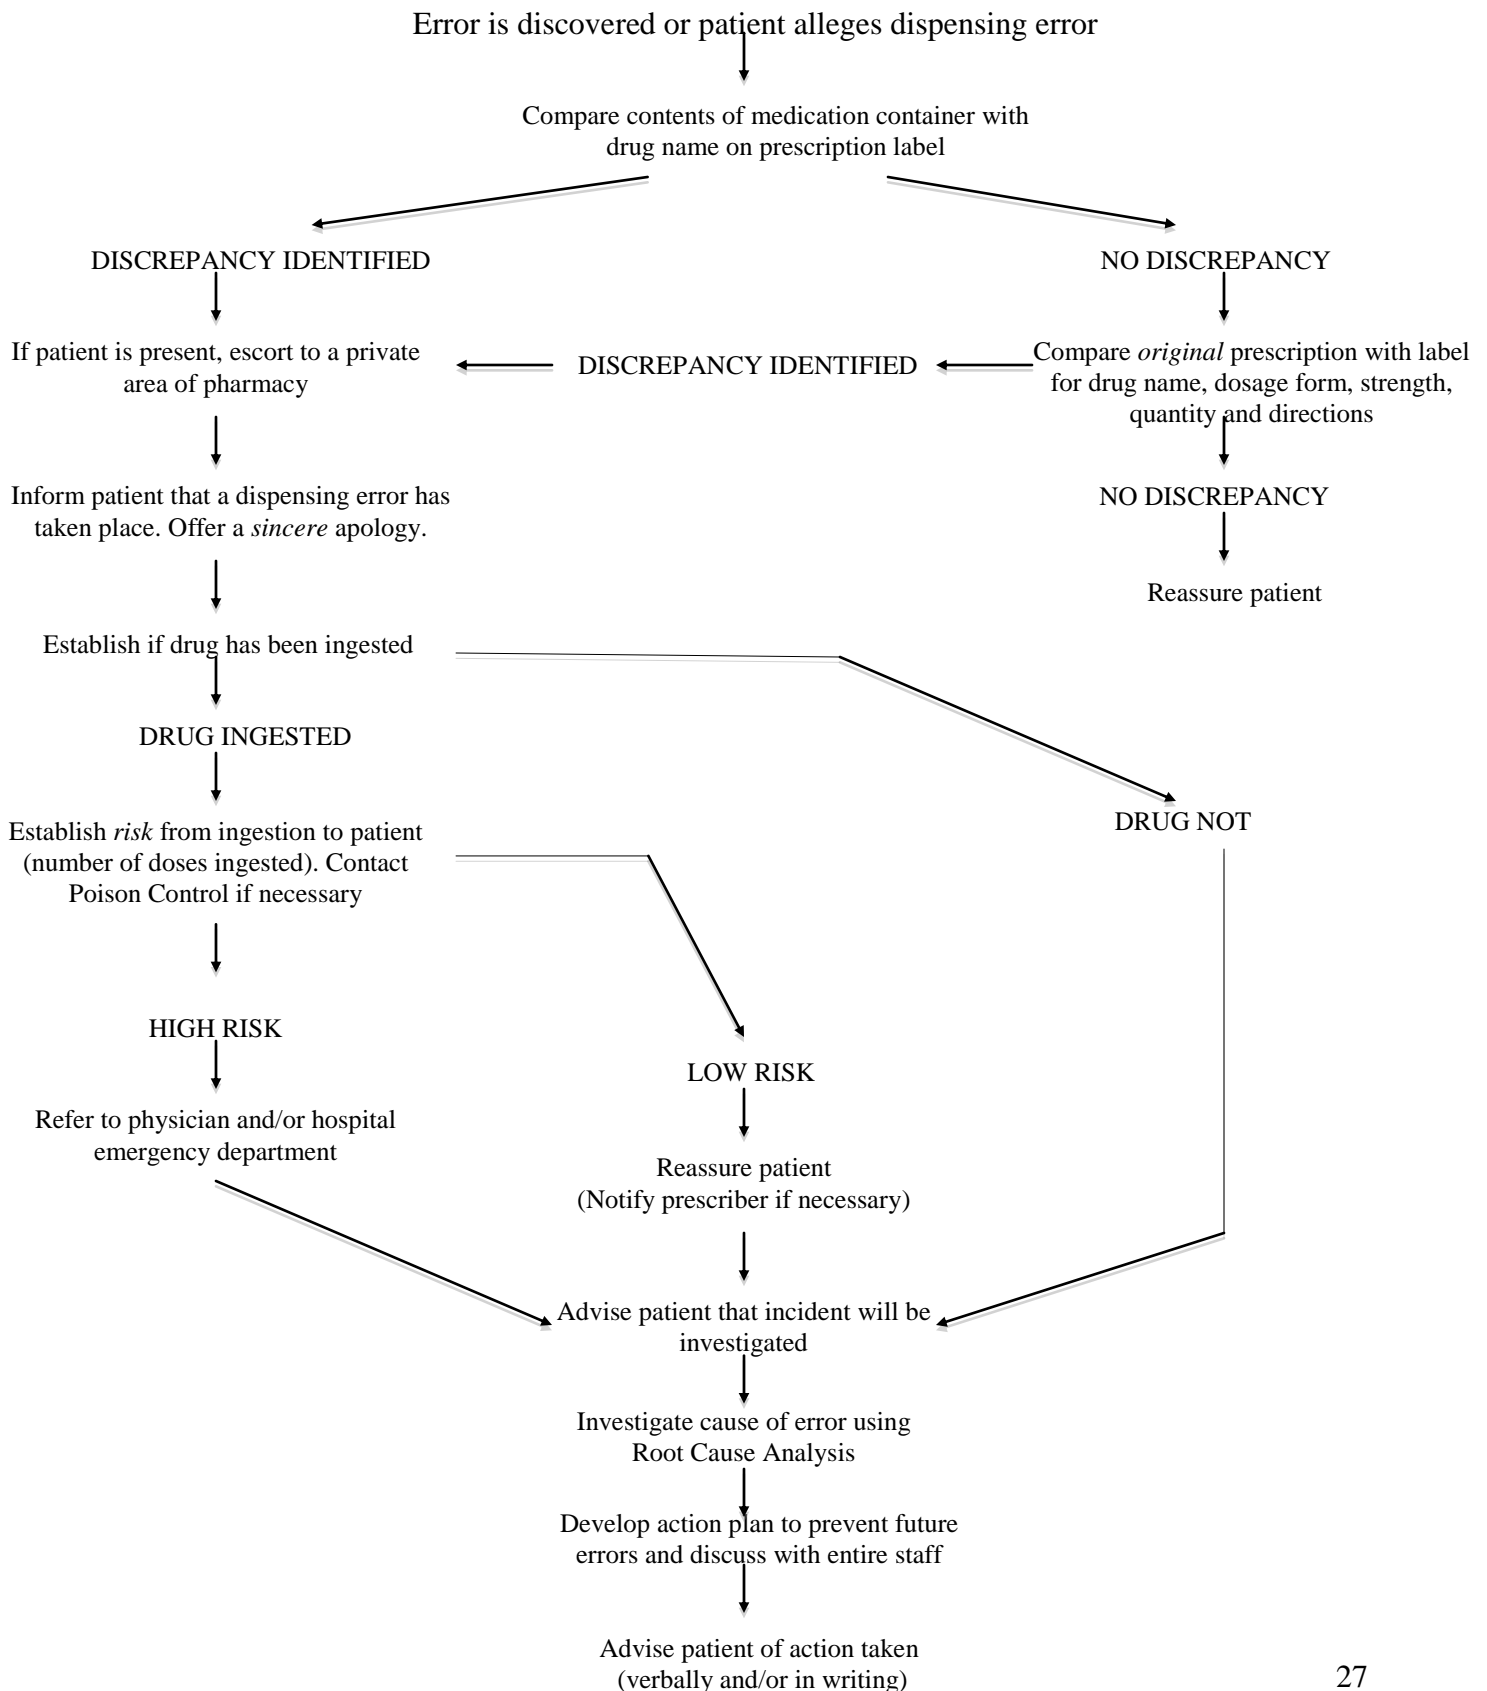 Error is discovered or patient alleges dispensing error
Compare contents of medication container with
drug name on prescription label
DISCREPANCY IDENTIFIED
NO DISCREPANCY
If patient is present, escort to a private
area of pharmacy
DISCREPANCY IDENTIFIED
Compare original prescription with label
for drug name, dosage form, strength,
quantity and directions
Inform patient that a dispensing error has
taken place. Offer a sincere apology.
NO DISCREPANCY
Reassure patient
Establish if drug has been ingested
DRUG INGESTED
DRUG NOT
Establish risk from ingestion to patient
(number of doses ingested). Contact
Poison Control if necessary
HIGH RISK
LOW RISK
Refer to physician and/or hospital
emergency department
Reassure patient
(Notify prescriber if necessary)
Advise patient that incident will be
investigated
Investigate cause of error using
Root Cause Analysis
Develop action plan to prevent future
errors and discuss with entire staff
Advise patient of action taken
(verbally and/or in writing)
27